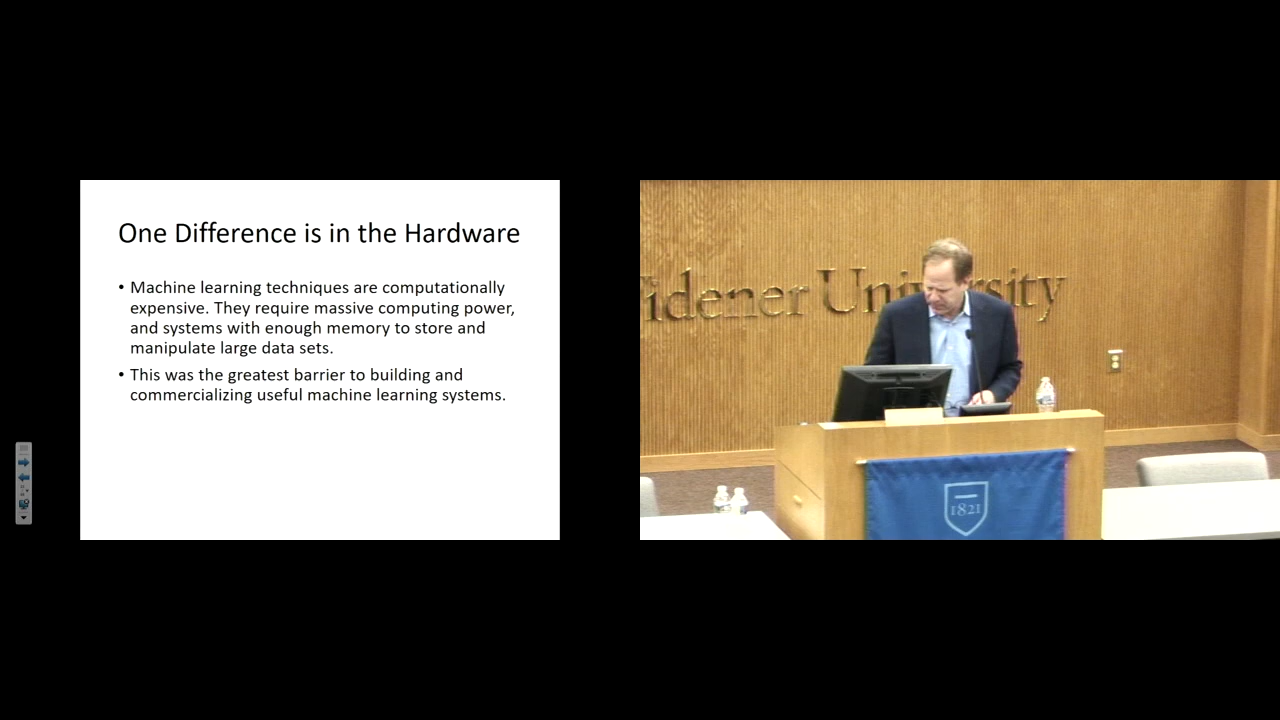 One Difference is in the Hardware
• Machine learning techniques are computationally
expensive. They require massive computing power,
and systems with enough memory to store and
manipulate large data sets.
• This was the greatest barrier to building and
commercializing useful machine learning systems.
idener University
1821